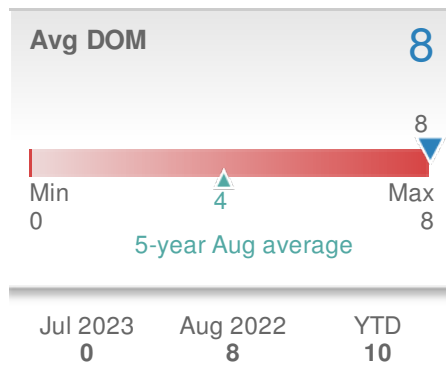 Avg DOM 8
8
Min 4 Max
0 8
5-year Aug average
Jul 2023 Aug 2022 YTD
0 8 10